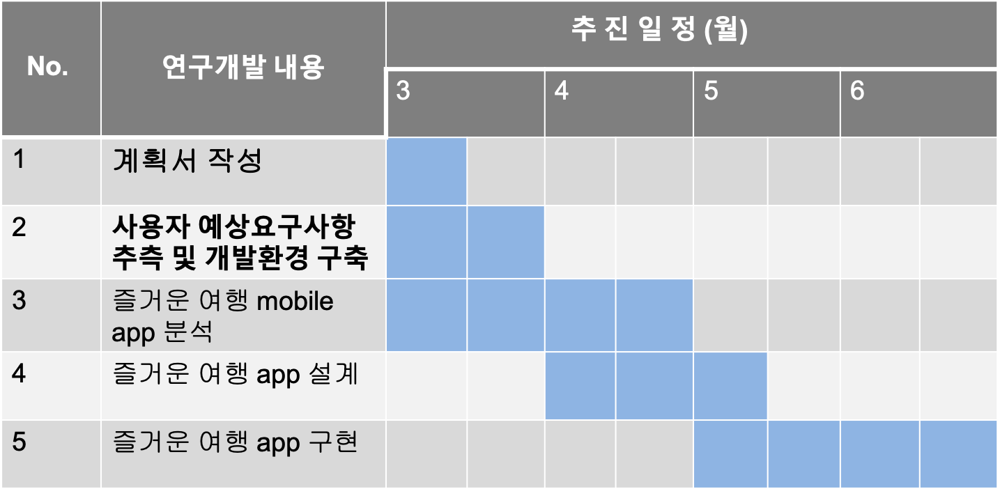 No.
연구개발 내용
추 진 일 정 (월)
3
4
5
6
1
계획서 작성
2
사용자 예상요구사항
추측 및 개발환경 구축
3
즐거운 여행 mobile
app 분석
4
즐거운 여행 app 설계
5
즐거운 여행 app 구현